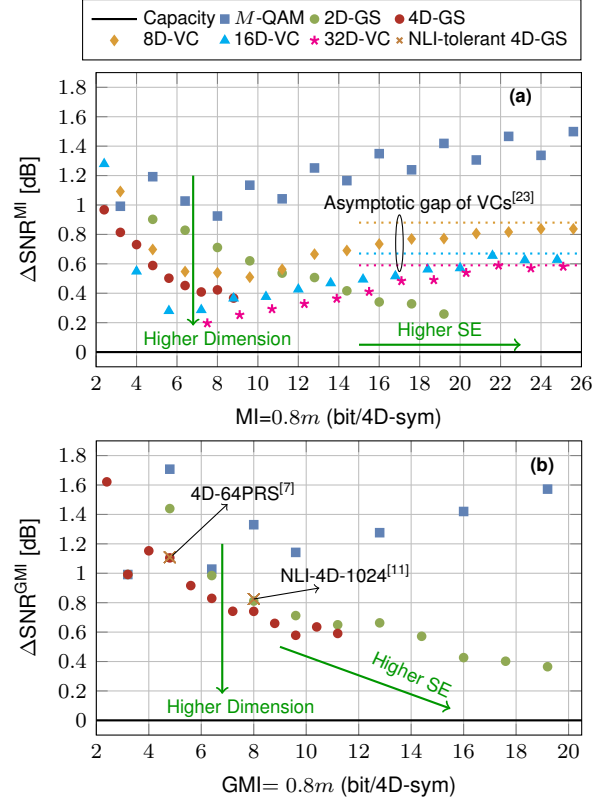 Capacity M-QAM 2D-GS 4D-GS
8D-VC 16D-VC 32D-VC NLI-tolerant 4D-GS
(a)
1.6
1.4
1.2
1
0.8
0.6
0.4
0.2
0
ΔSNR^MI [dB]
Asymptotic gap of VCs[23]
Higher Dimension
Higher SE
2 4 6 8 10 12 14 16 18 20 22 24 26
MI=0.8m (bit/4D-sym)
(b)
1.8
1.6
1.4
1.2
1
0.8
0.6
0.4
0.2
0
ΔSNR^GMI [dB]
4D-64PRS[7]
NLI-4D-1024[11]
Higher SE
Higher Dimension
2 4 6 8 10 12 14 16 18 20
GMI= 0.8m (bit/4D-sym)